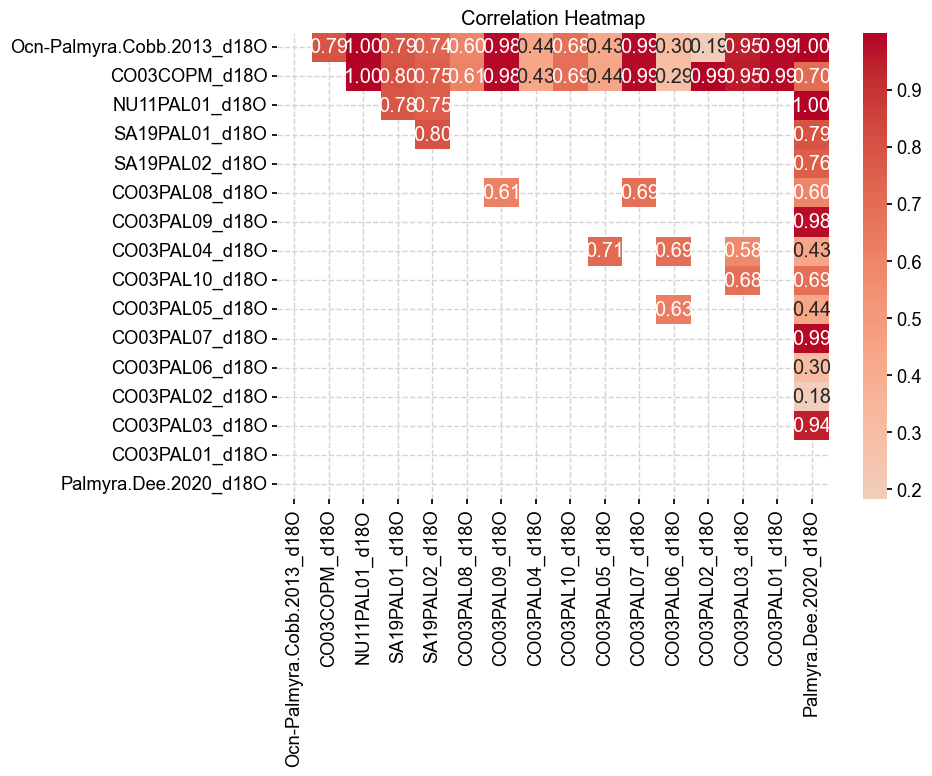 Correlation Heatmap
Ocn-Palmyra.Cobb.2013_d18O 0.79 1.00 0.79 0.74 0.60 0.98 0.44 0.68 0.43 0.99 0.30 0.19 0.95 0.99 1.00
CO03COPM_d18O 1.00 0.80 0.75 0.61 0.98 0.43 0.69 0.44 0.99 0.29 0.99 0.95 0.99 0.70
NU11PAL01_d18O 0.78 0.75 1.00
SA19PAL01_d18O 0.80 0.79
SA19PAL02_d18O 0.76
CO03PAL08_d18O 0.61 0.69 0.60
CO03PAL09_d18O 0.98
CO03PAL04_d18O 0.71 0.69 0.58 0.43
CO03PAL10_d18O 0.68 0.69
CO03PAL05_d18O 0.63 0.44
CO03PAL07_d18O 0.99
CO03PAL06_d18O 0.30
CO03PAL02_d18O 0.18
CO03PAL03_d18O 0.94
CO03PAL01_d18O
Palmyra.Dee.2020_d18O
Ocn-Palmyra.Cobb.2013_d18O
CO03COPM_d18O
NU11PAL01_d18O
SA19PAL01_d18O
SA19PAL02_d18O
CO03PAL08_d18O
CO03PAL09_d18O
CO03PAL04_d18O
CO03PAL10_d18O
CO03PAL05_d18O
CO03PAL07_d18O
CO03PAL06_d18O
CO03PAL02_d18O
CO03PAL03_d18O
CO03PAL01_d18O
Palmyra.Dee.2020_d18O
0.9
0.8
0.7
0.6
0.5
0.4
0.3
0.2